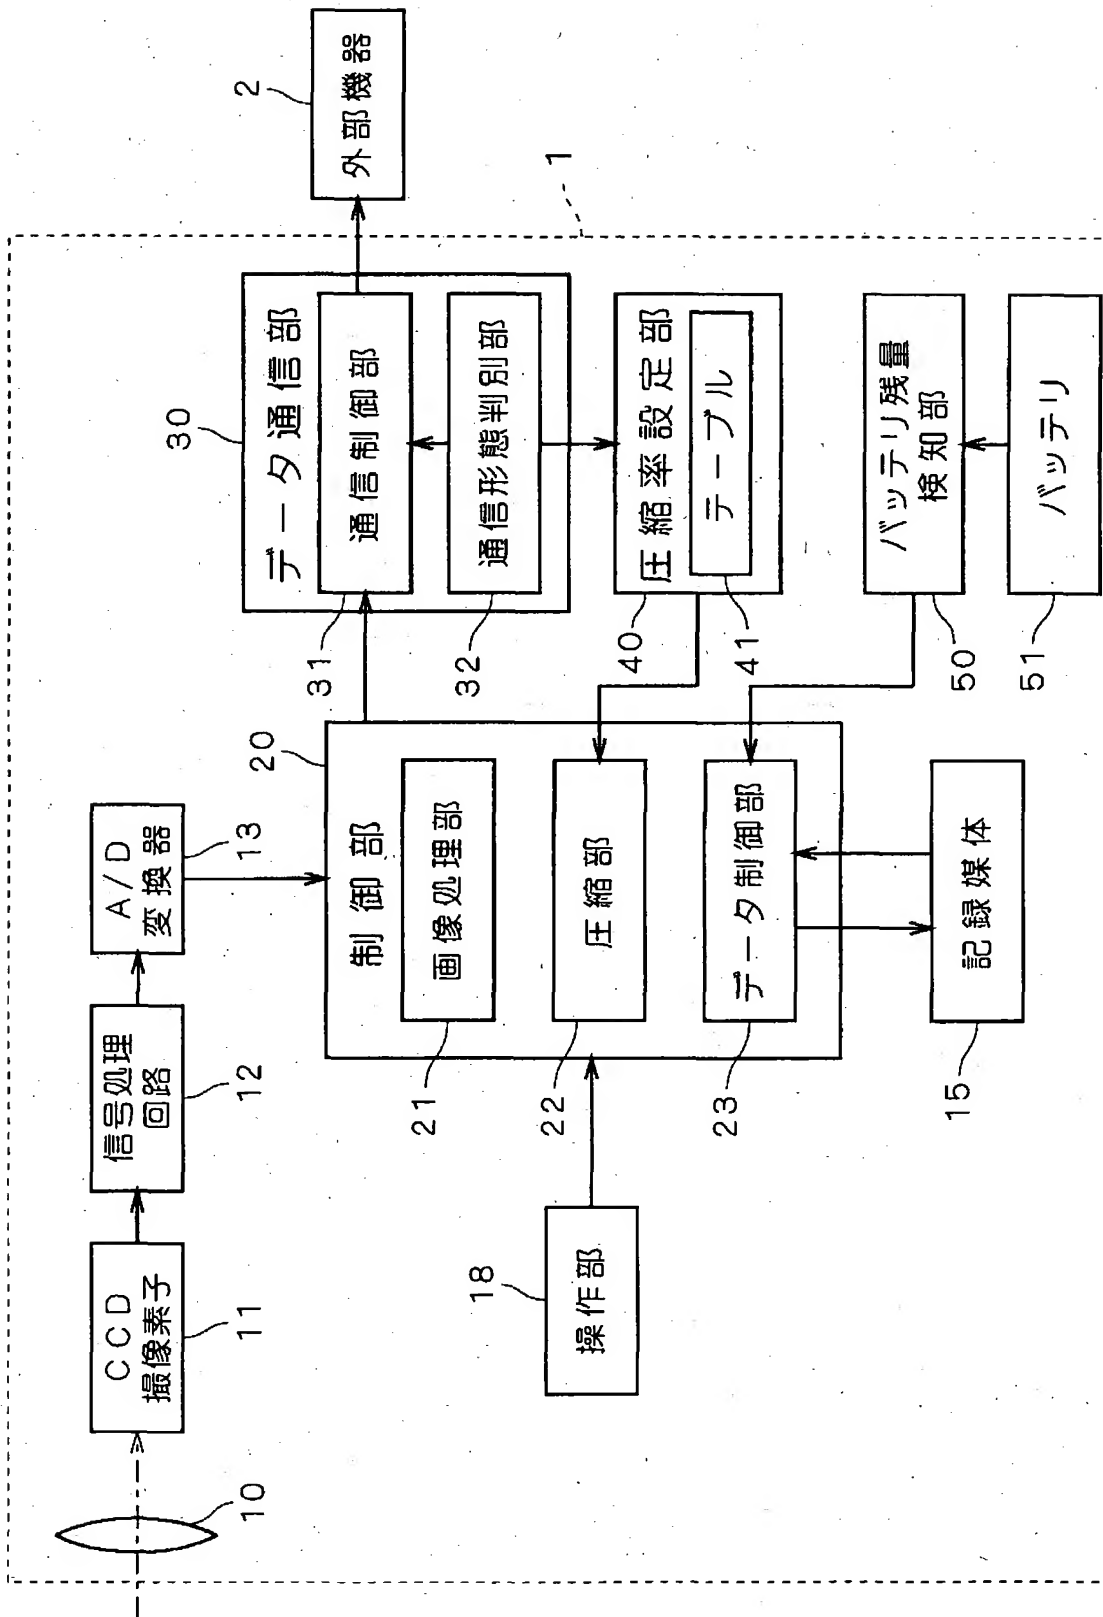 10
CCD
撮像素子
11
信号処理
回路
12
A/D
変換器
13
操作部
18
制御部
20
画像処理部
21
圧縮部
22
データ制御部
23
記録媒体
15
データ通信部
30
通信制御部
31
通信形態判別部
32
圧縮率設定部
40
テーブル
41
バッテリ残量
検知部
50
バッテリ
51
外部機器
2
1